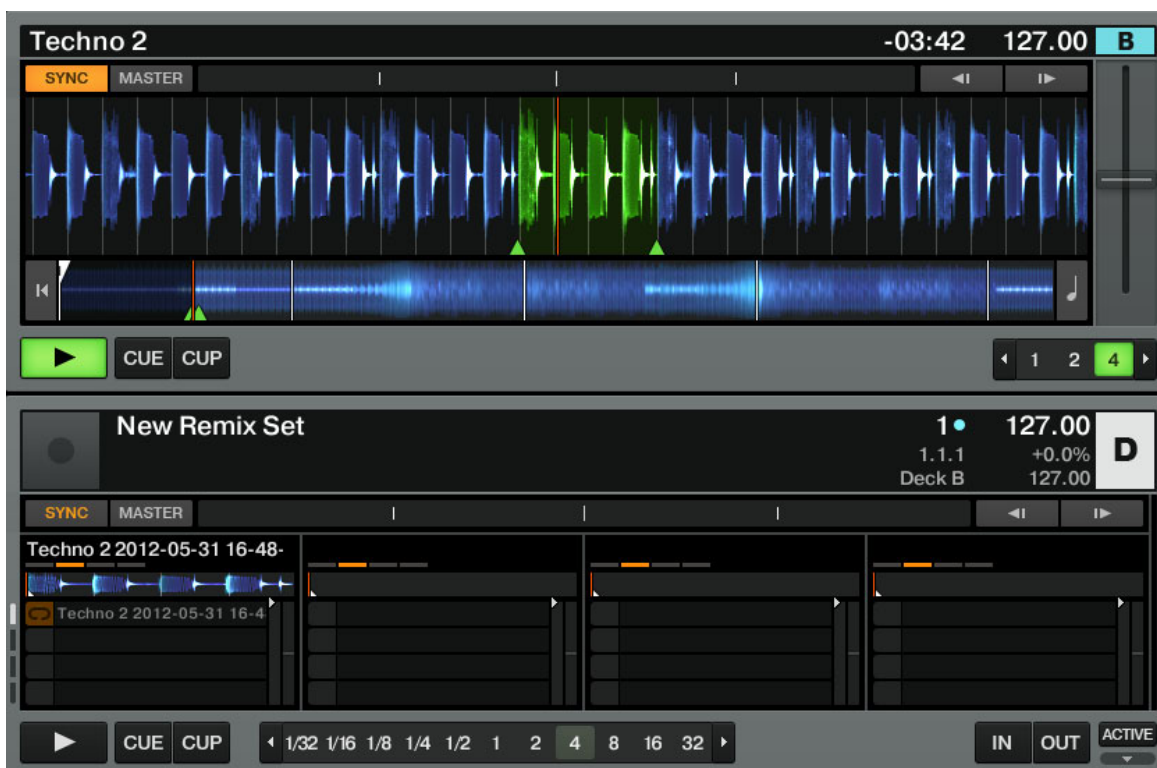 Techno 2 -03:42 127.00 B
SYNC MASTER
CUE CUP 1 2 4
New Remix Set 1 127.00 D
1.1.1 +0.0%
Deck B 127.00
SYNC MASTER
Techno 2 2012-05-31 16-48-
Techno 2 2012-05-31 16-4
CUE CUP 1/32 1/16 1/8 1/4 1/2 1 2 4 8 16 32 IN OUT ACTIVE